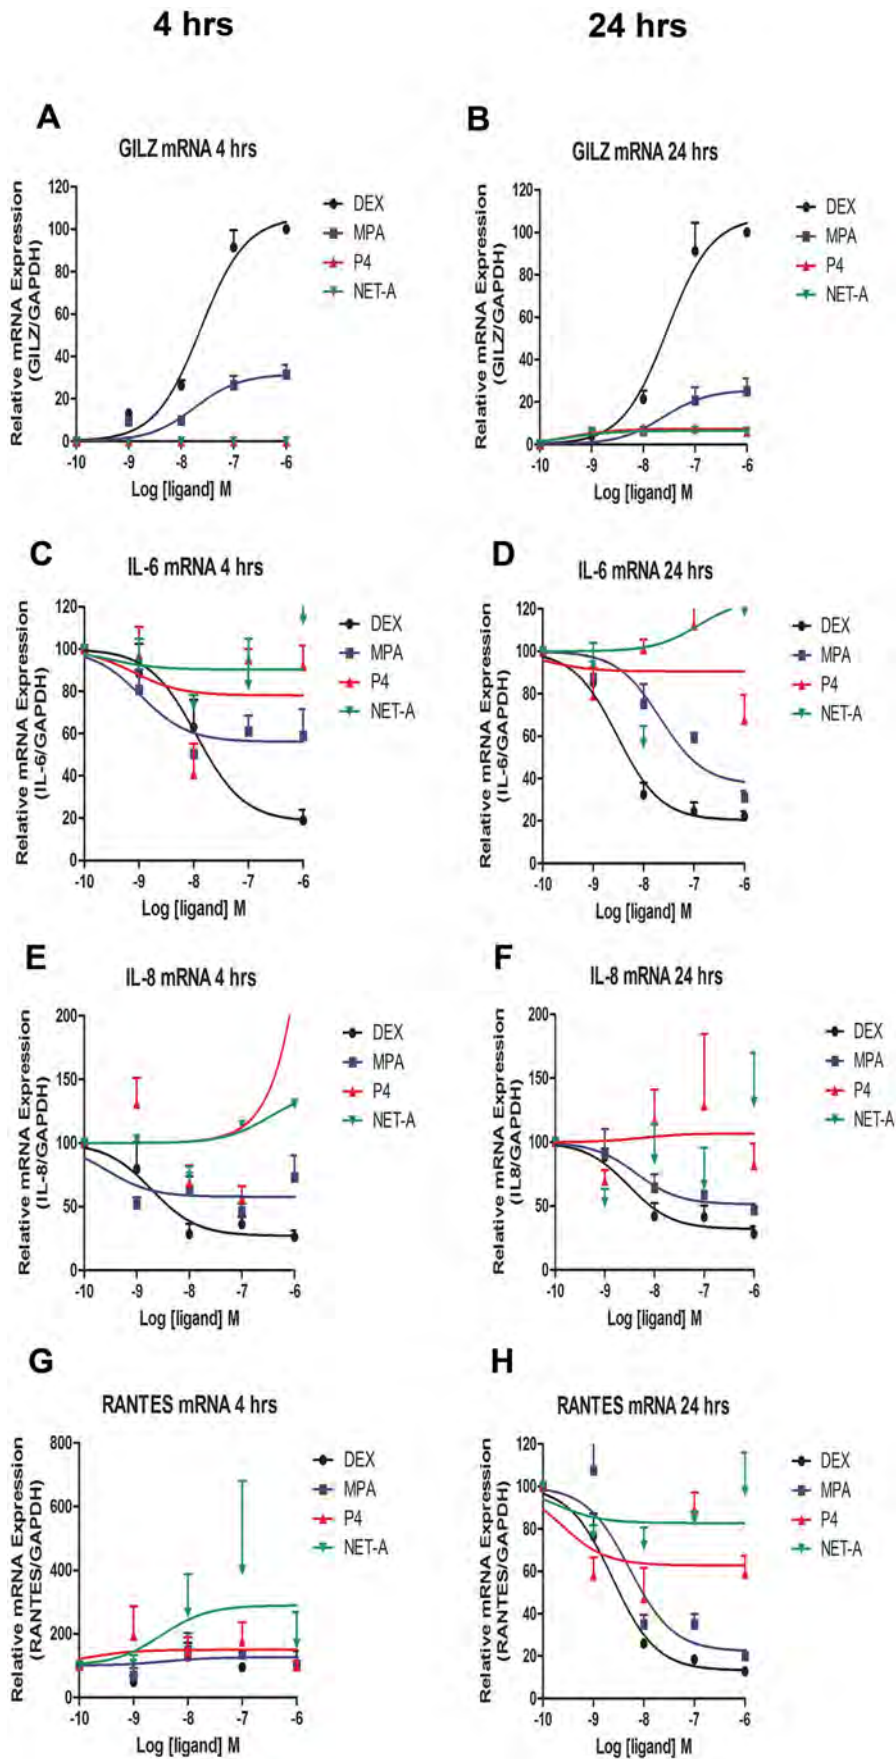 4 hrs
24 hrs
A
GILZ mRNA 4 hrs
Relative mRNA Expression
(GILZ/GAPDH)
120
100
80
60
40
20
0
-10 -9 -8 -7 -6
Log [ligand] M
DEX
MPA
P4
NET-A
B
GILZ mRNA 24 hrs
Relative mRNA Expression
(GILZ/GAPDH)
120
100
80
60
40
20
0
-10 -9 -8 -7 -6
Log [ligand] M
DEX
MPA
P4
NET-A
C
IL-6 mRNA 4 hrs
Relative mRNA Expression
(IL-6/GAPDH)
120
100
80
60
40
20
0
-10 -9 -8 -7 -6
Log [ligand] M
DEX
MPA
P4
NET-A
D
IL-6 mRNA 24 hrs
Relative mRNA Expression
(IL-6/GAPDH)
120
100
80
60
40
20
0
-10 -9 -8 -7 -6
Log [ligand] M
DEX
MPA
P4
NET-A
E
IL-8 mRNA 4 hrs
Relative mRNA Expression
(IL-8/GAPDH)
200
150
100
50
0
-10 -9 -8 -7 -6
Log [ligand] M
DEX
MPA
P4
NET-A
F
IL-8 mRNA 24 hrs
Relative mRNA Expression
(IL8/GAPDH)
200
150
100
50
0
-10 -9 -8 -7 -6
Log [ligand] M
DEX
MPA
P4
NET-A
G
RANTES mRNA 4 hrs
Relative mRNA Expression
(RANTES/GAPDH)
800
600
400
200
0
-10 -9 -8 -7 -6
Log [ligand] M
DEX
MPA
P4
NET-A
H
RANTES mRNA 24 hrs
Relative mRNA Expression
(RANTES/GAPDH)
120
100
80
60
40
20
0
-10 -9 -8 -7 -6
Log [ligand] M
DEX
MPA
P4
NET-A